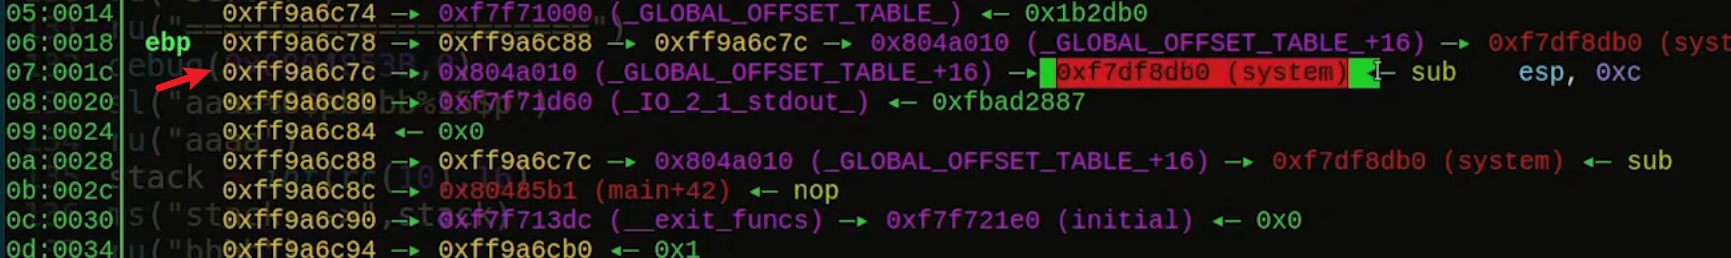 05:0014│ 0xff9a6c74 —▸ 0xf7f71000 (_GLOBAL_OFFSET_TABLE_) ◂— 0x1b2db0
06:0018│ ebp 0xff9a6c78 —▸ 0xff9a6c88 —▸ 0xff9a6c7c —▸ 0x804a010 (_GLOBAL_OFFSET_TABLE_+16) —▸ 0xf7df8db0 (syst
07:001c│ 0xff9a6c7c —▸ 0x804a010 (_GLOBAL_OFFSET_TABLE_+16) —▸ 0xf7df8db0 (system) ◂— sub esp, 0xc
08:0020│ 0xff9a6c80 —▸ 0xf7f71d60 (_IO_2_1_stdout_) ◂— 0xfbad2887
09:0024│ 0xff9a6c84 ◂— 0x0
0a:0028│ 0xff9a6c88 —▸ 0xff9a6c7c —▸ 0x804a010 (_GLOBAL_OFFSET_TABLE_+16) —▸ 0xf7df8db0 (system) ◂— sub
0b:002c│ 0xff9a6c8c —▸ 0x80485b1 (main+42) ◂— nop
0c:0030│ 0xff9a6c90 —▸ 0xf7f713dc (__exit_funcs) —▸ 0xf7f721e0 (initial) ◂— 0x0
0d:0034│ 0xff9a6c94 —▸ 0xff9a6cb0 ◂— 0x1